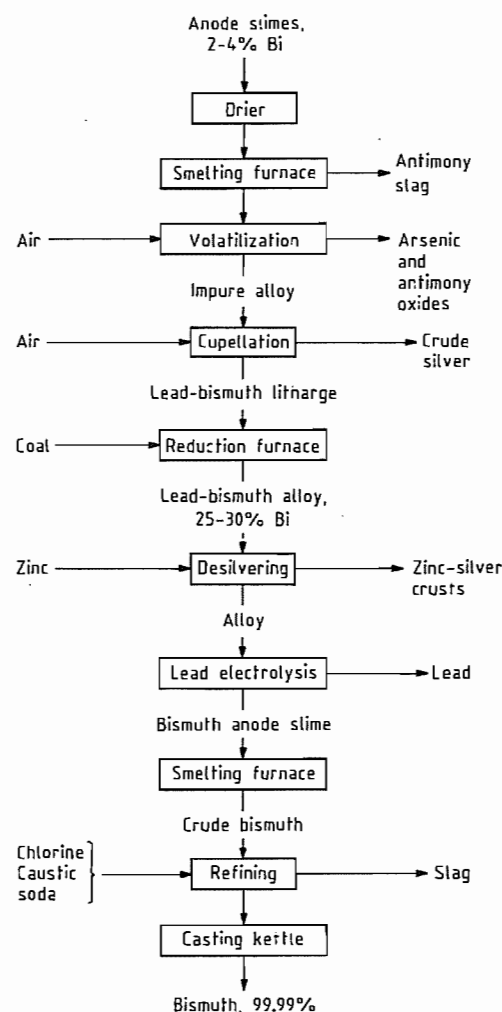 Anode slimes,
2-4% Bi
Drier
Smelting furnace
Antimony
slag
Air
Volatilization
Arsenic
and
antimony
oxides
Impure alloy
Air
Cupellation
Crude
silver
Lead-bismuth litharge
Coal
Reduction furnace
Lead-bismuth alloy,
25-30% Bi
Zinc
Desilvering
Zinc-silver
crusts
Alloy
Lead electrolysis
Lead
Bismuth anode slime
Smelting furnace
Crude bismuth
Chlorine
Caustic
soda
Refining
Slag
Casting kettle
Bismuth, 99.99%